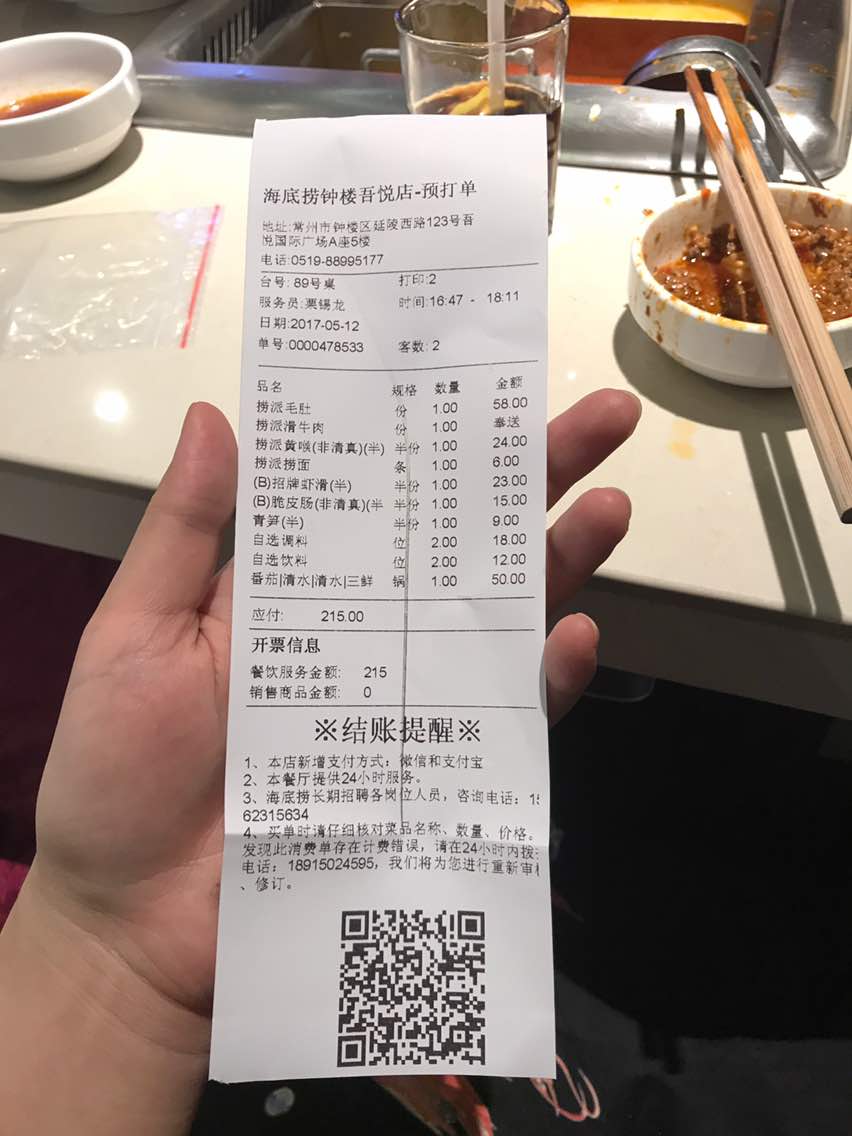 海底捞钟楼吾悦店-预打单
地址:常州市钟楼区延陵西路123号吾
悦国际广场A座5楼
电话:0519-88995177
台号: 89号桌 打印:2
服务员:栗锡龙 时间:16:47 - 18:11
日期:2017-05-12
单号:0000478533 客数: 2
品名 规格 数量 金额
捞派毛肚 份 1.00 58.00
捞派滑牛肉 份 1.00 奉送
捞派黄喉(非清真)(半) 半份 1.00 24.00
捞派捞面 条 1.00 6.00
(B)招牌虾滑(半) 半份 1.00 23.00
(B)脆皮肠(非清真)(半 半份 1.00 15.00
青笋(半) 半份 1.00 9.00
自选调料 位 2.00 18.00
自选饮料 位 2.00 12.00
番茄|清水|清水|三鲜 锅 1.00 50.00
应付: 215.00
开票信息
餐饮服务金额: 215
销售商品金额: 0
※结账提醒※
1、本店新增支付方式：微信和支付宝
2、本餐厅提供24小时服务。
3、海底捞长期招聘各岗位人员，咨询电话：15
62315634
4、买单时请仔细核对菜品名称、数量、价格。
发现此消费单存在计费错误，请在24小时内拨
电话：18915024595，我们将为您进行重新审核
、修订。